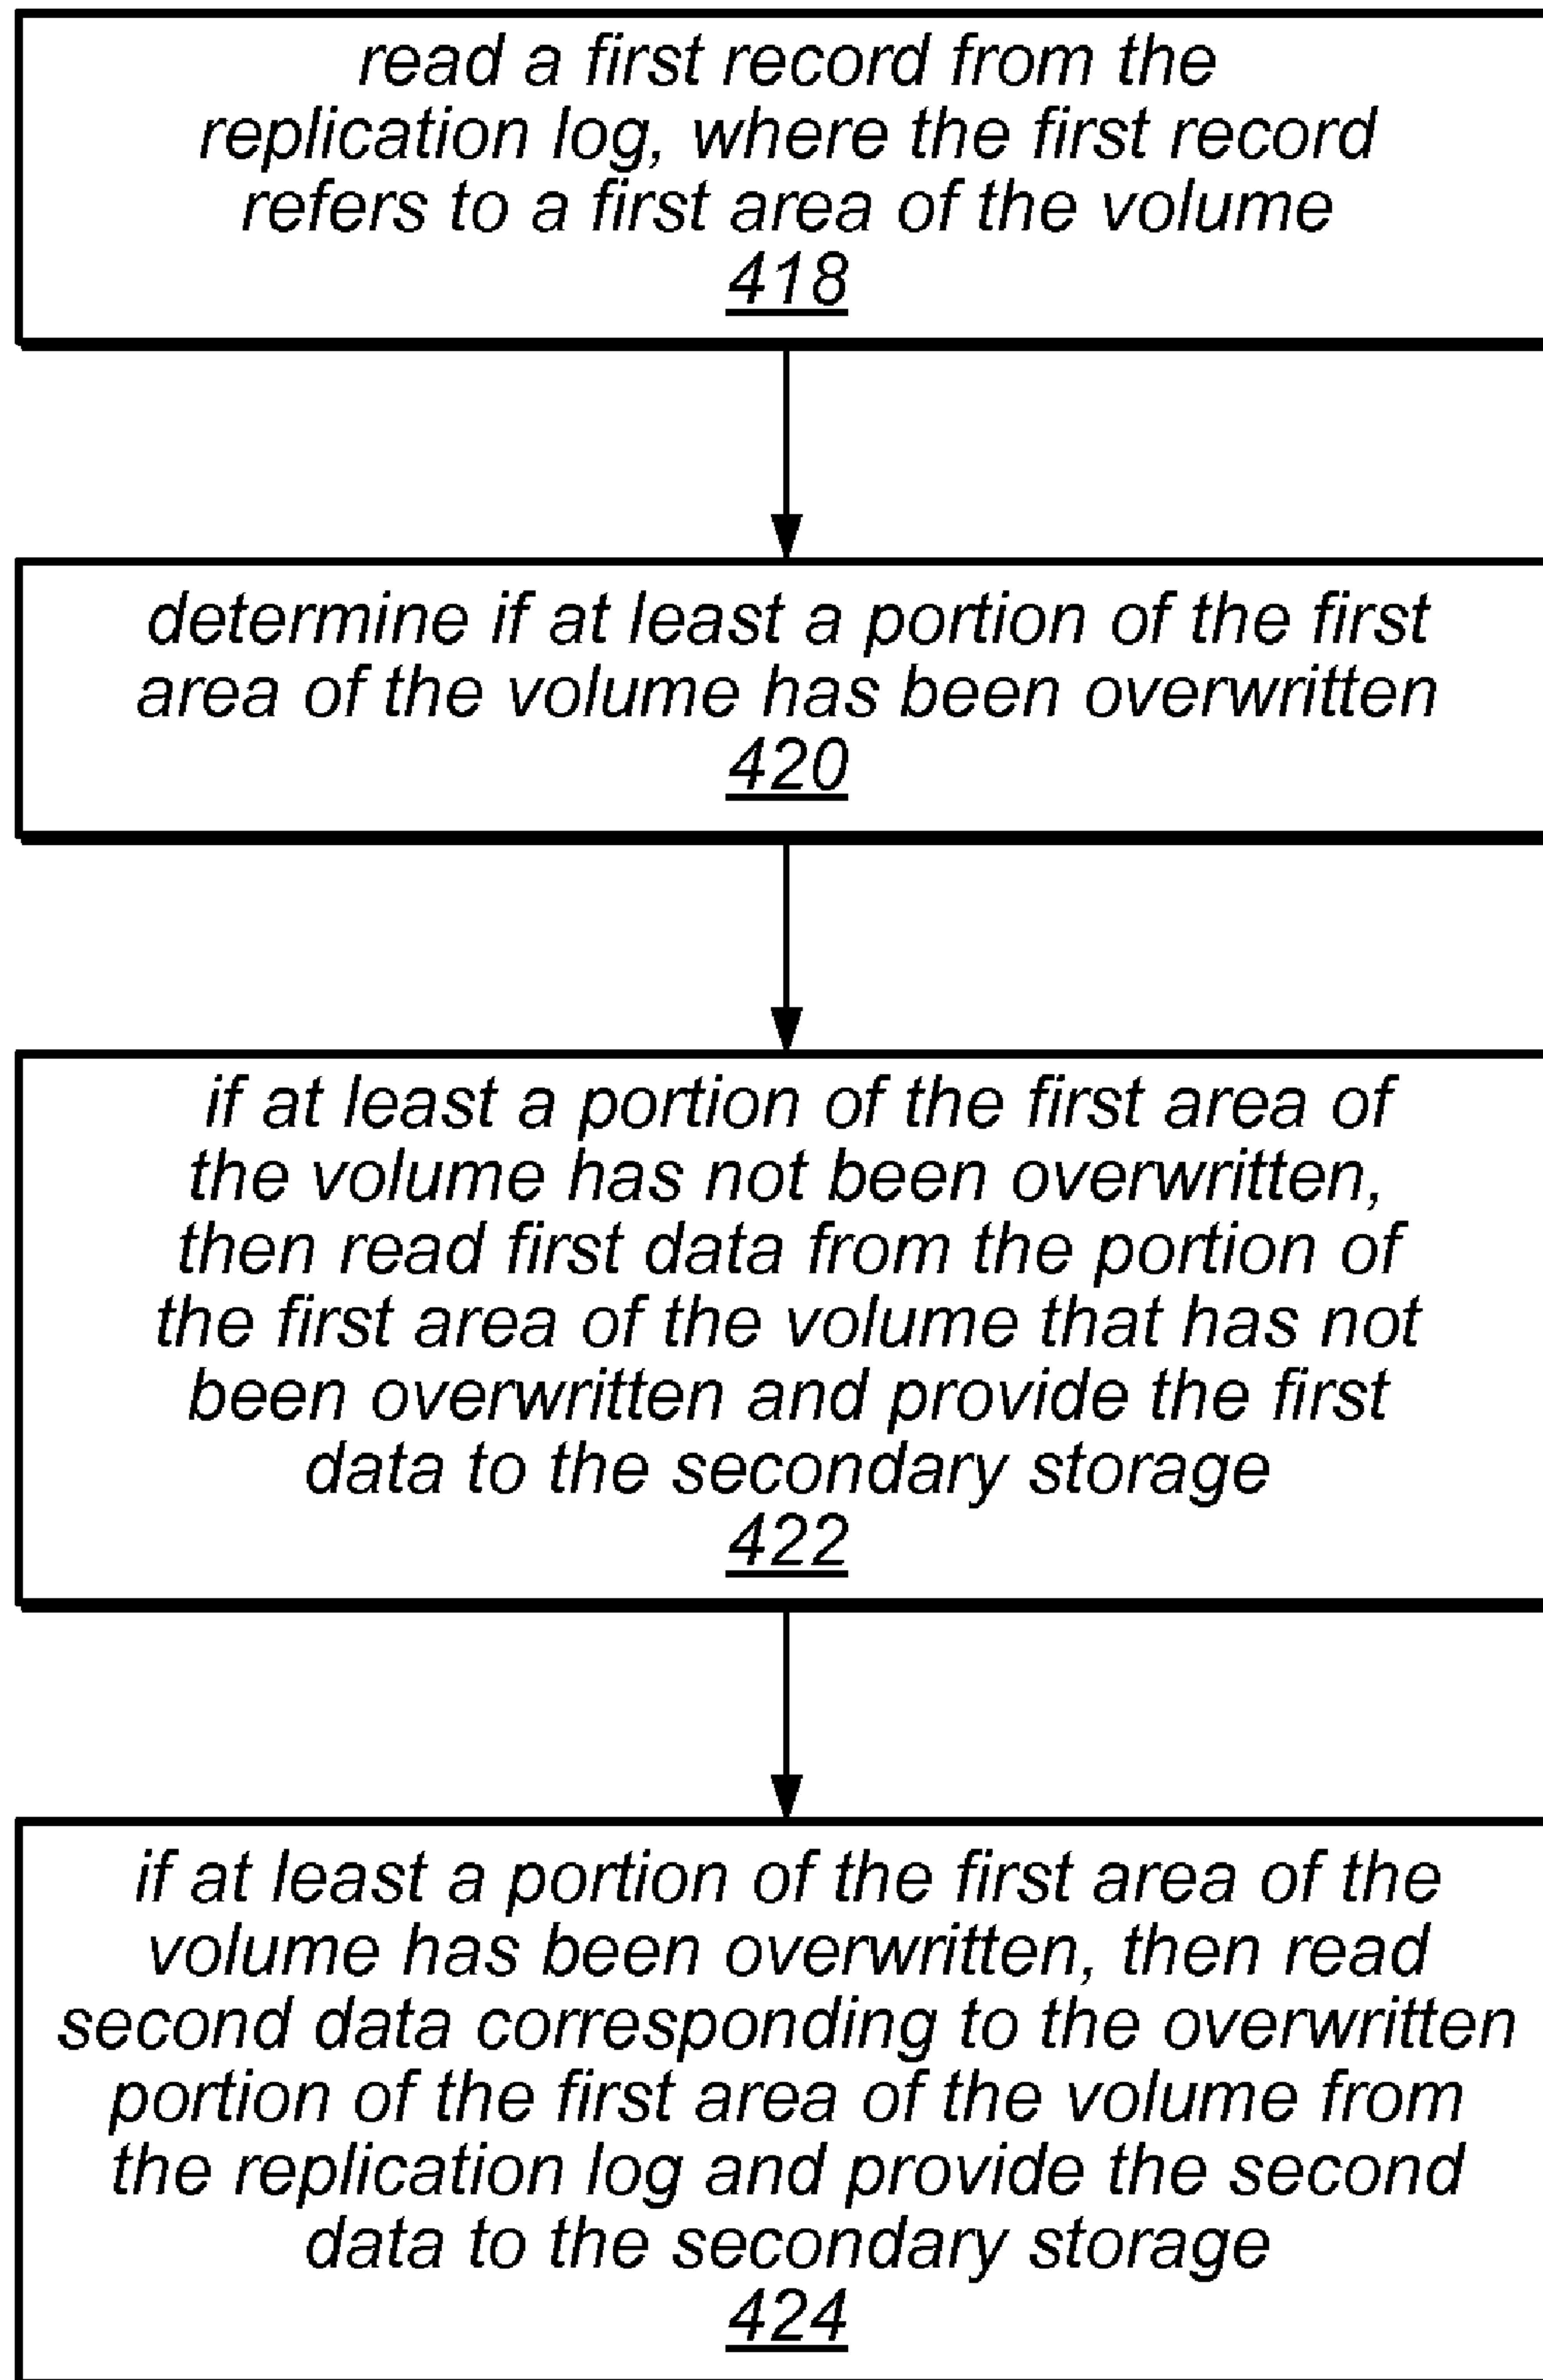 read a first record from the
replication log, where the first record
refers to a first area of the volume
418
determine if at least a portion of the first
area of the volume has been overwritten
420
if at least a portion of the first area of
the volume has not been overwritten,
then read first data from the portion of
the first area of the volume that has not
been overwritten and provide the first
data to the secondary storage
422
if at least a portion of the first area of the
volume has been overwritten, then read
second data corresponding to the overwritten
portion of the first area of the volume from
the replication log and provide the second
data to the secondary storage
424